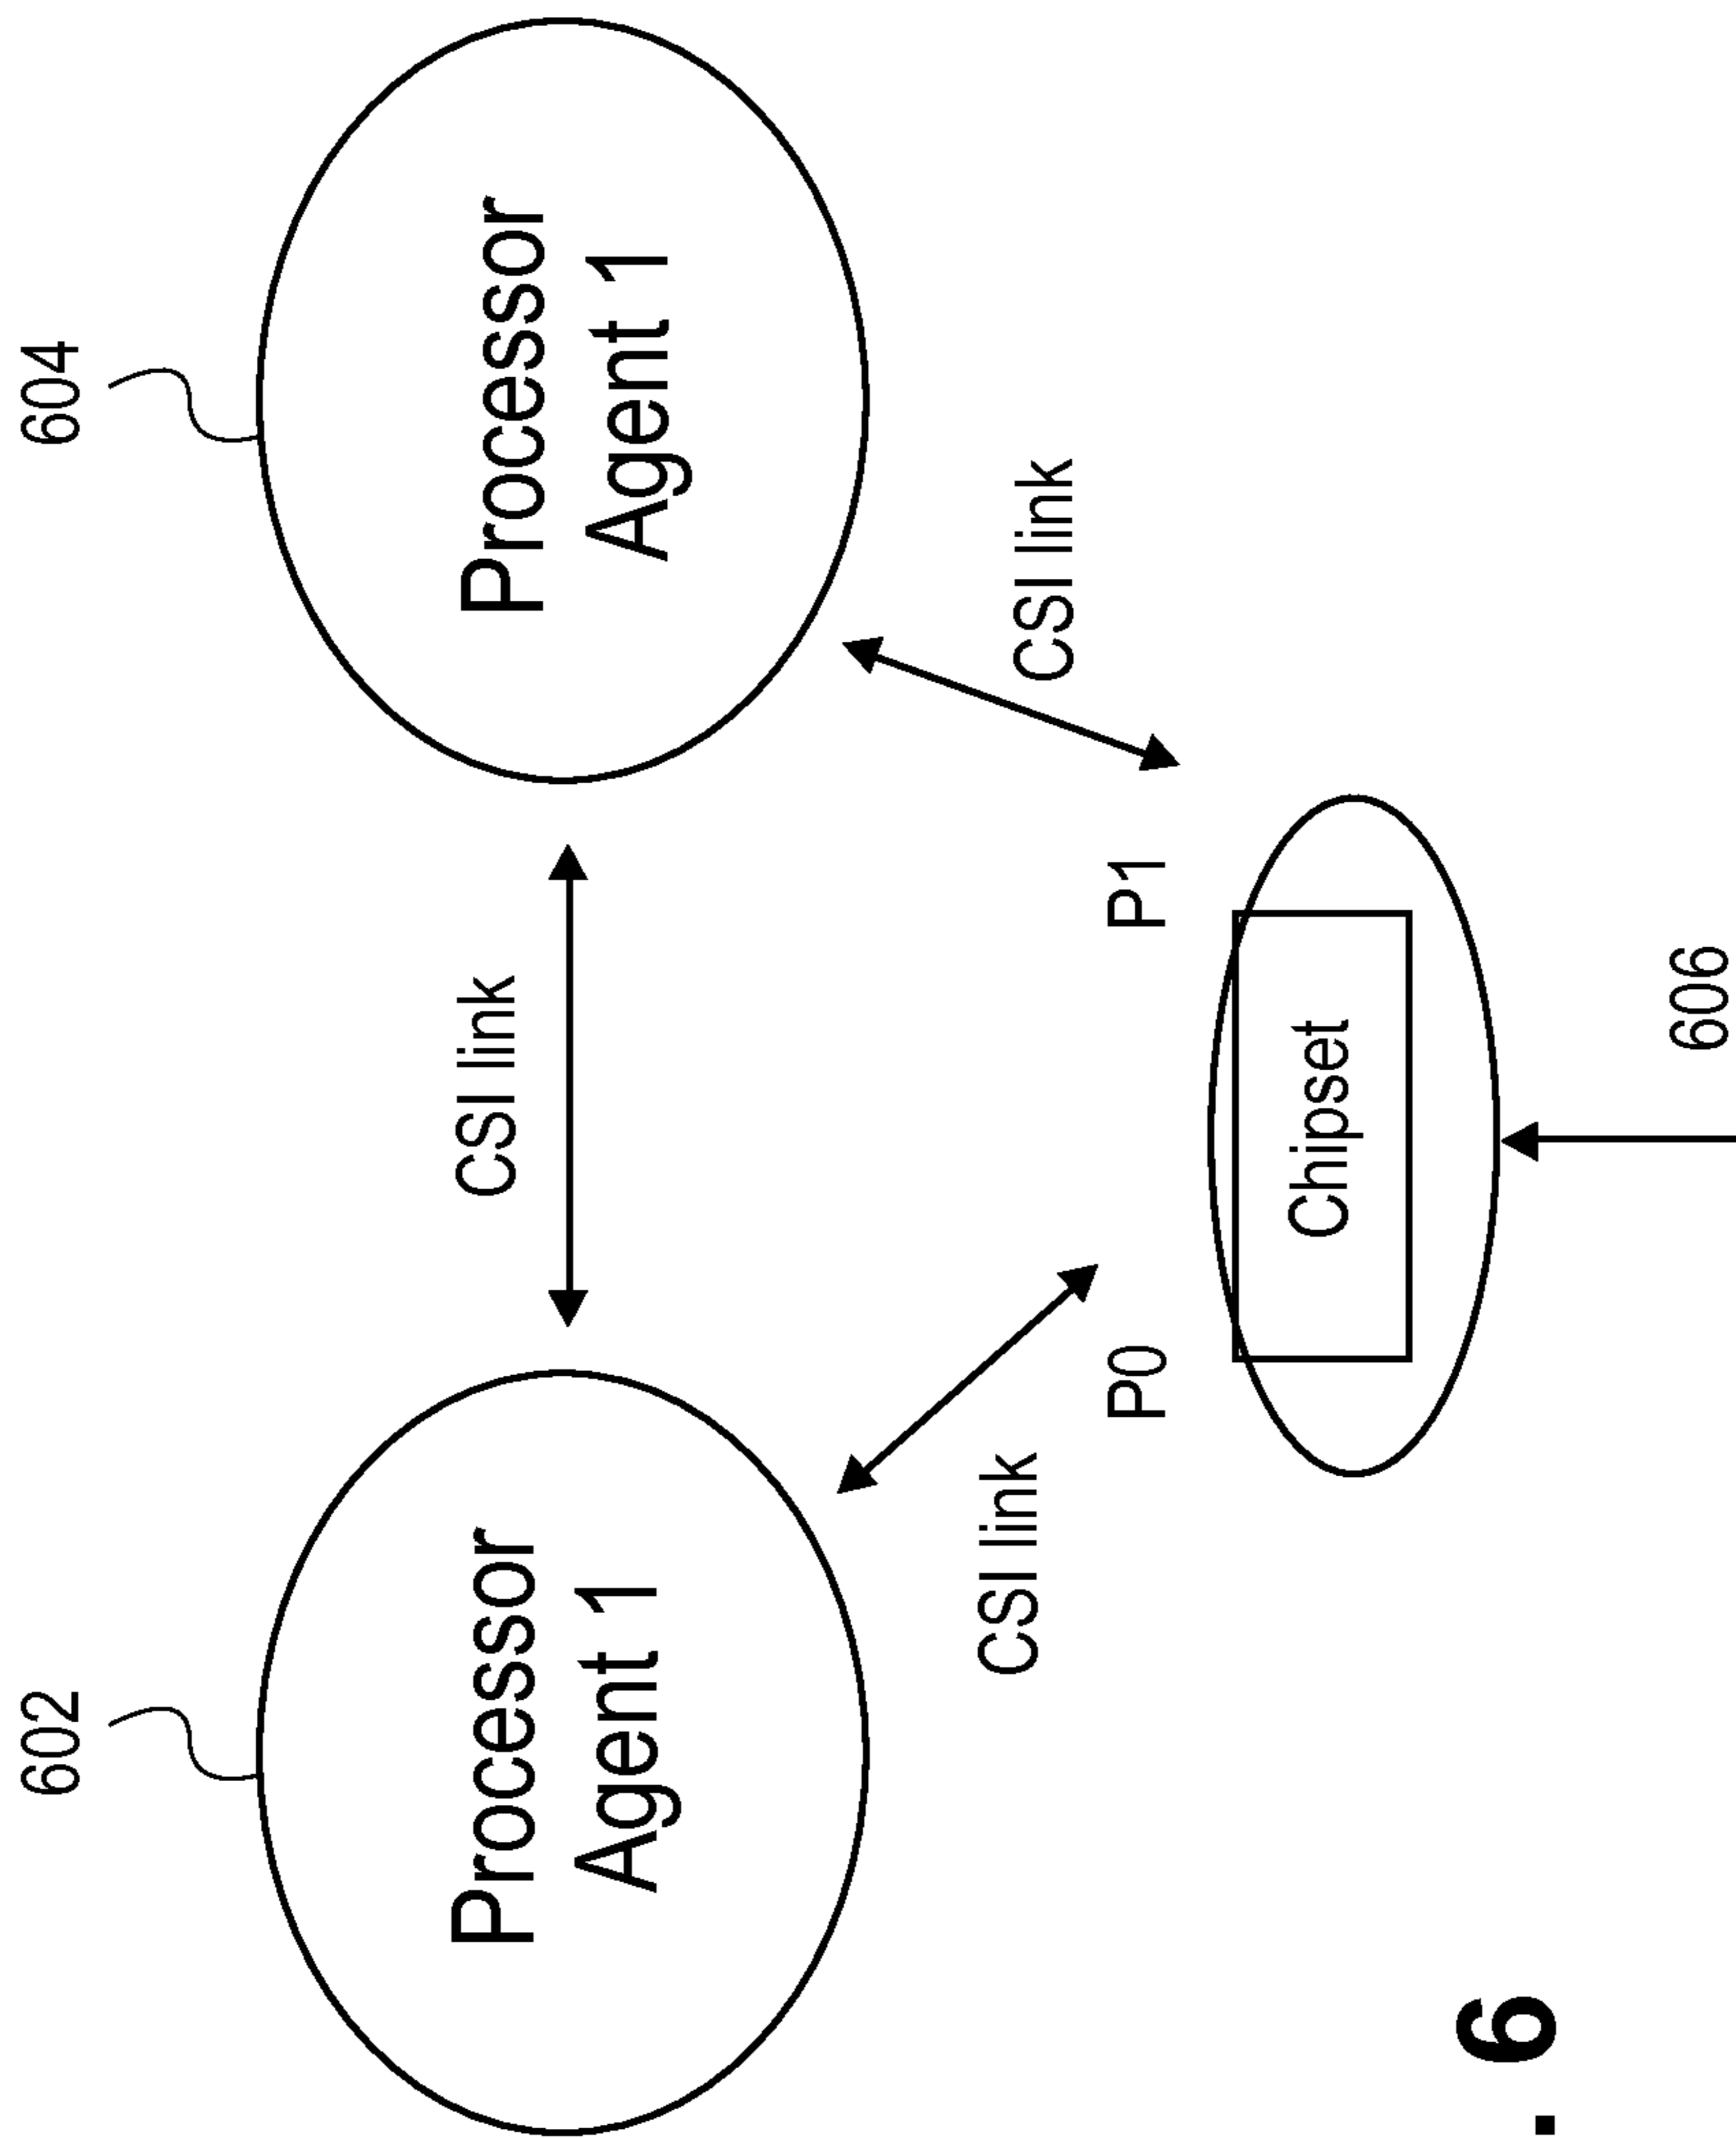 602
604
Processor
Agent 1
CSI link
Processor
Agent 1
CSI link
P0
P1
CSI link
Chipset
606
. 6